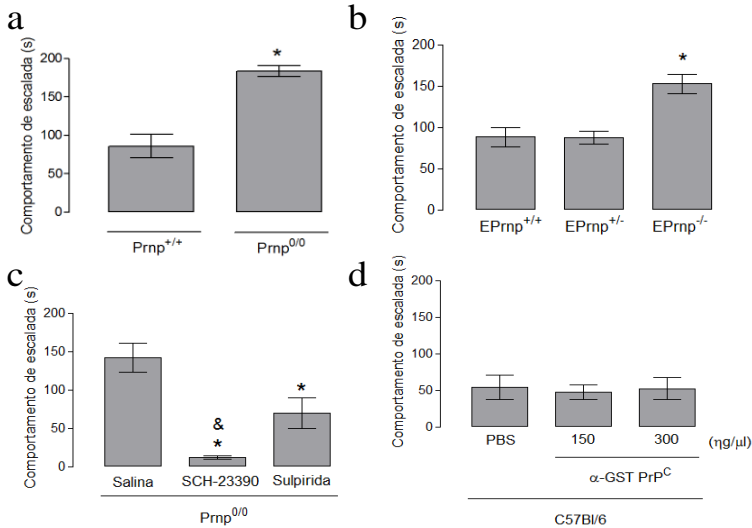 a
Comportamento de escalada (s)
200
150
100
50
0
*
Prnp+/+
Prnp0/0
b
Comportamento de escalada (s)
200
150
100
50
0
*
EPrnp+/+
EPrnp+/-
EPrnp-/-
c
Comportamento de escalada (s)
200
150
100
50
0
&
*
*
Salina
SCH-23390
Sulpirida
Prnp0/0
d
Comportamento de escalada (s)
200
150
100
50
0
PBS
150
300
(ηg/μl)
α-GST PrPC
C57Bl/6